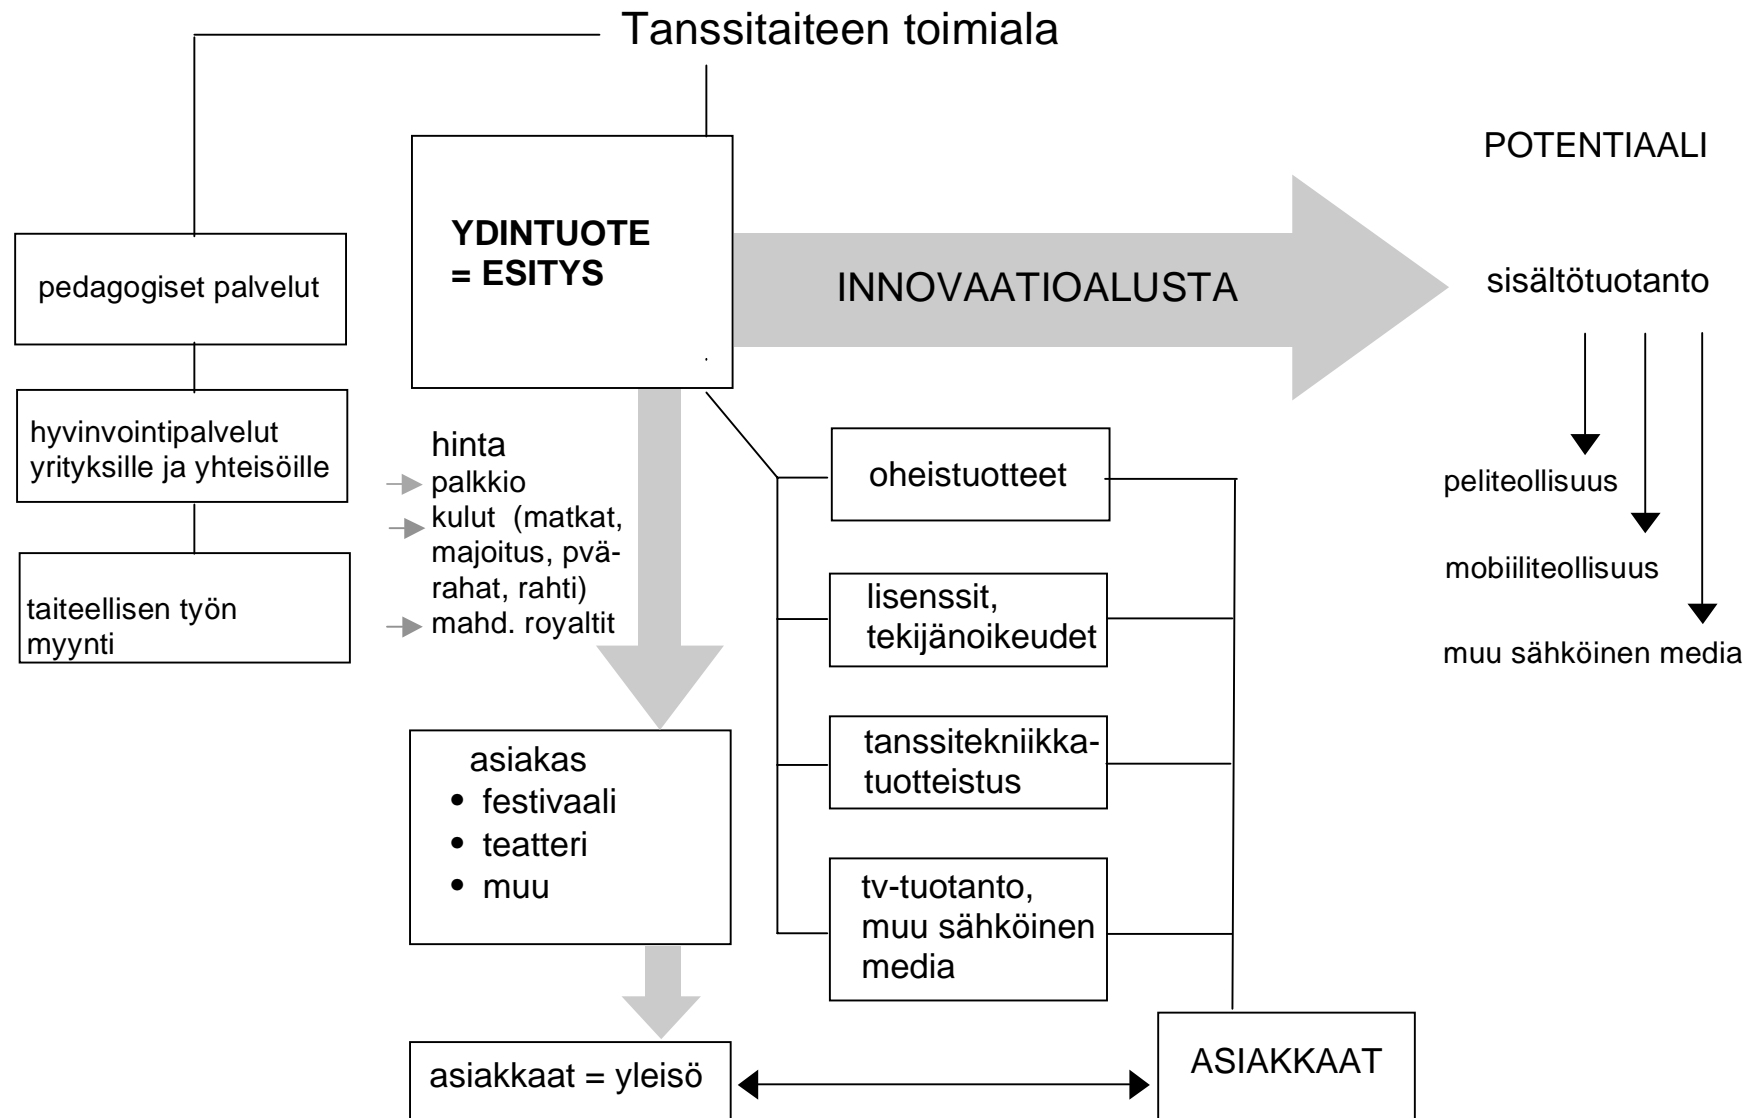 Tanssitaiteen toimiala
POTENTIAALI
YDINTUOTE
= ESITYS
INNOVAATIOALUSTA
sisältötuotanto
pedagogiset palvelut
hyvinvointipalvelut
yrityksille ja yhteisöille
taiteellisen työn
myynti
hinta
palkkio
kulut (matkat,
majoitus, pvä-
rahat, rahti)
mahd. royaltit
oheistuotteet
lisenssit,
tekijänoikeudet
tanssitekniikka-
tuotteistus
tv-tuotanto,
muu sähköinen
media
peliteollisuus
mobiiliteollisuus
muu sähköinen media
asiakas
• festivaali
• teatteri
• muu
asiakkaat = yleisö
ASIAKKAAT